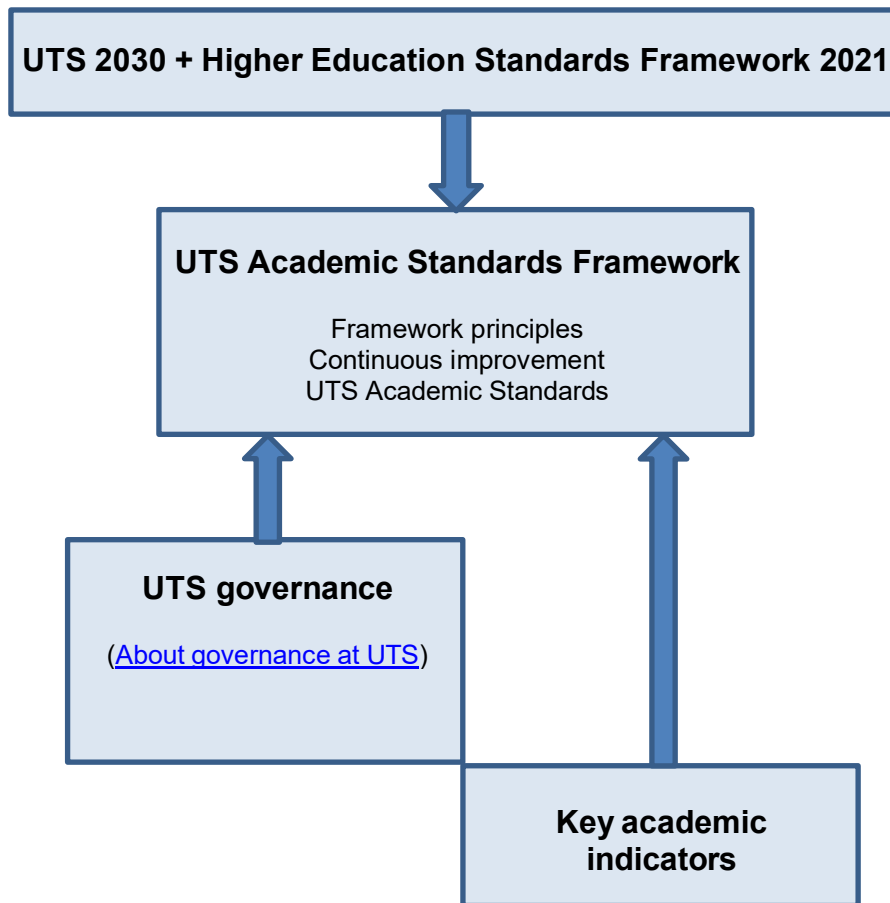 UTS 2030 + Higher Education Standards Framework 2021
UTS Academic Standards Framework
Framework principles
Continuous improvement
UTS Academic Standards
UTS governance
(About governance at UTS)
Key academic
indicators